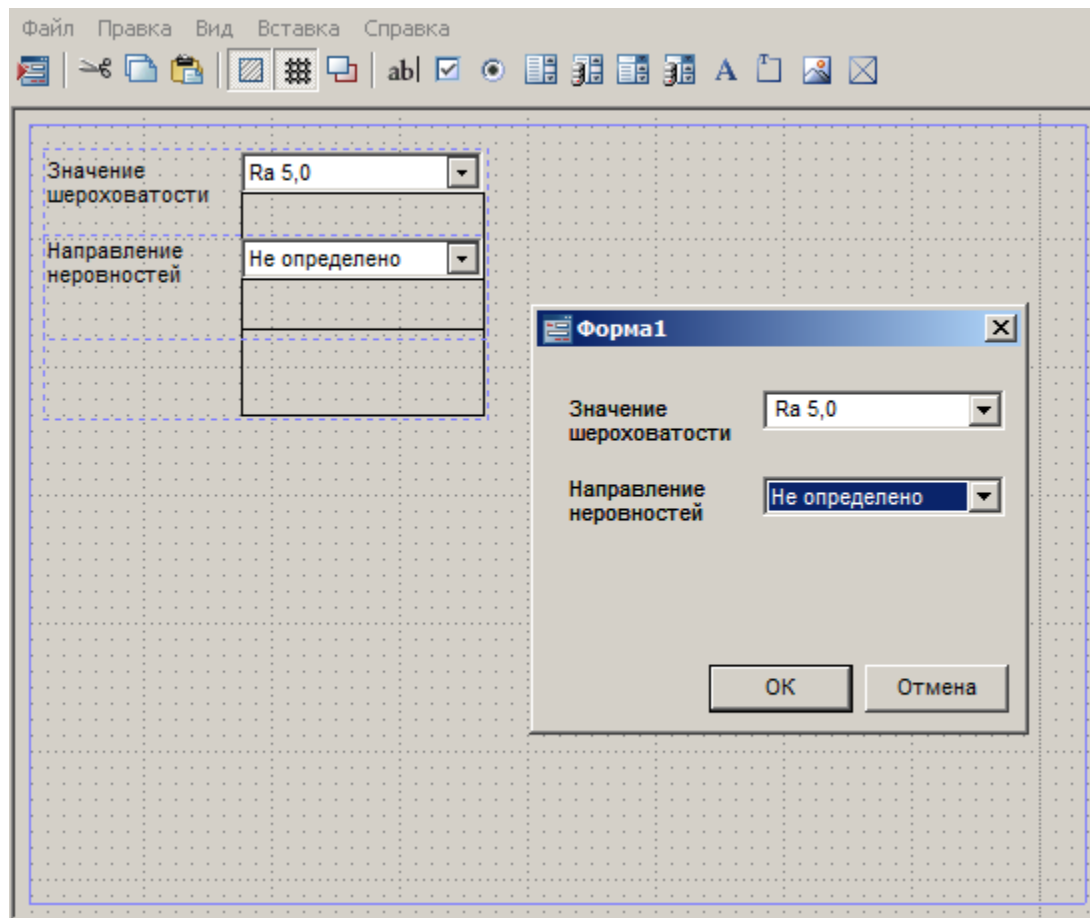 Файл Правка Вид Вставка Справка
ab| A
Значение
шероховатости
Ra 5,0
Направление
неровностей
Не определено
Форма1
Значение
шероховатости
Ra 5,0
Направление
неровностей
Не определено
ОК
Отмена